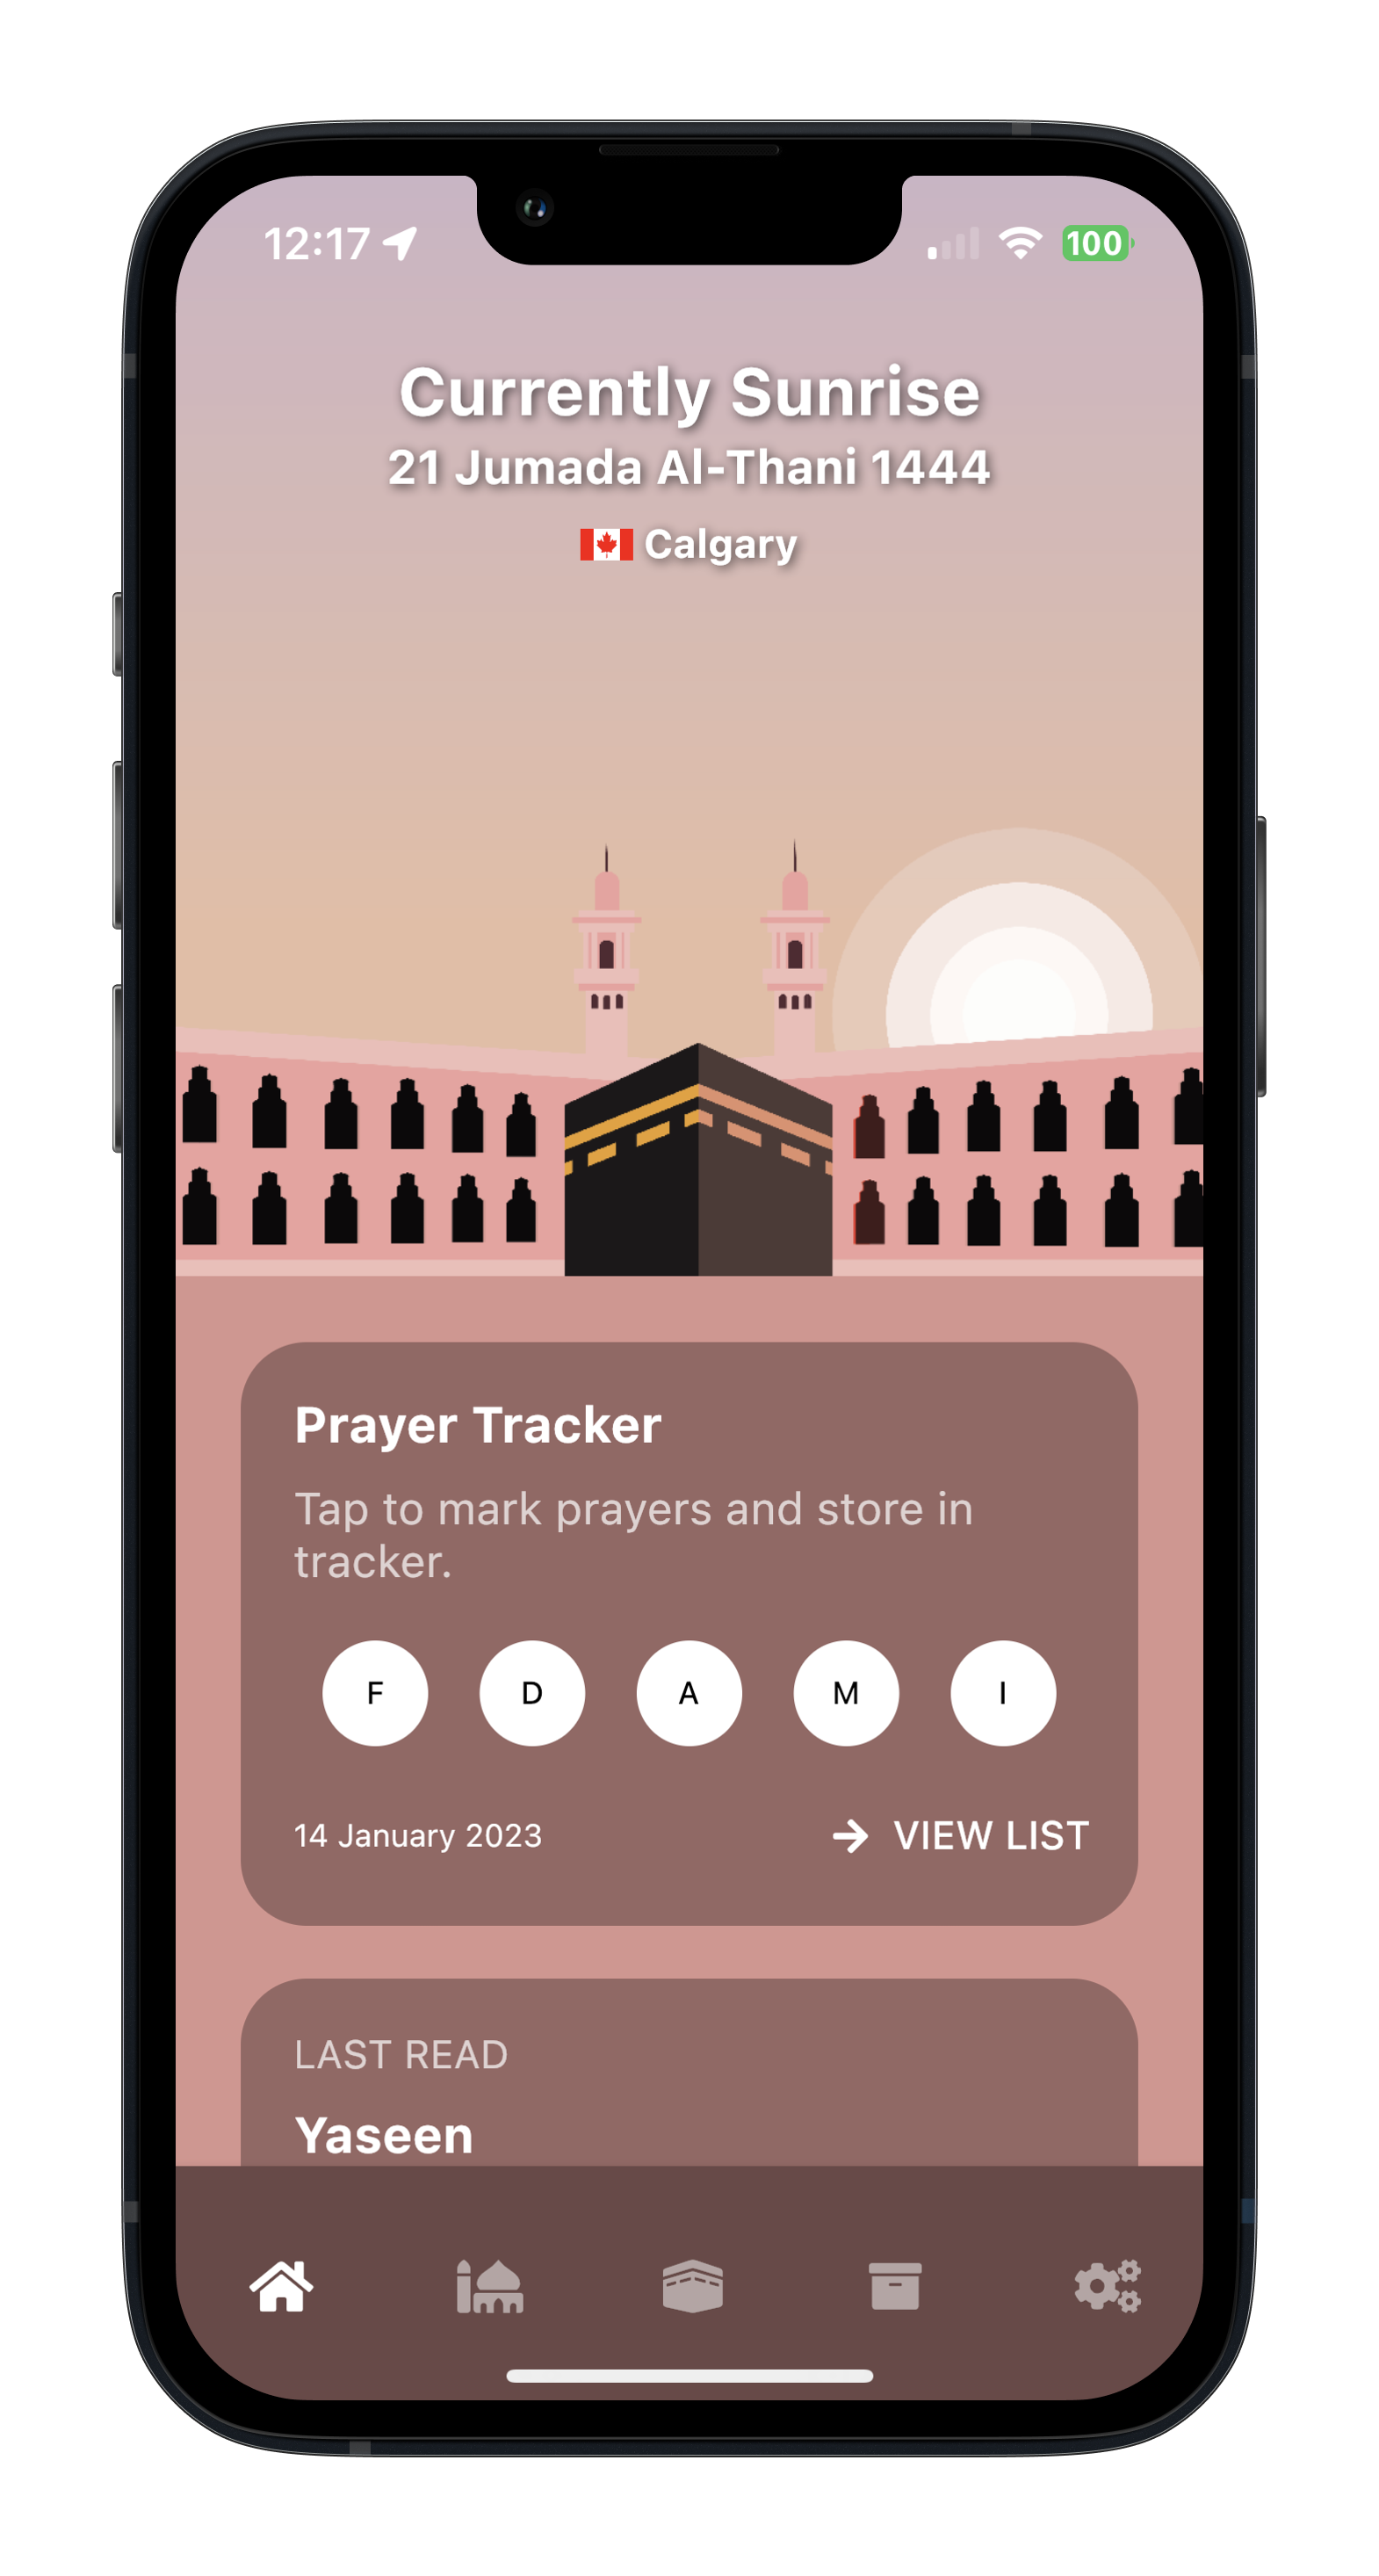 12:17
100
Currently Sunrise
21 Jumada Al-Thani 1444
Calgary
Prayer Tracker
Tap to mark prayers and store in
tracker.
F D A M I
14 January 2023
VIEW LIST
LAST READ
Yaseen